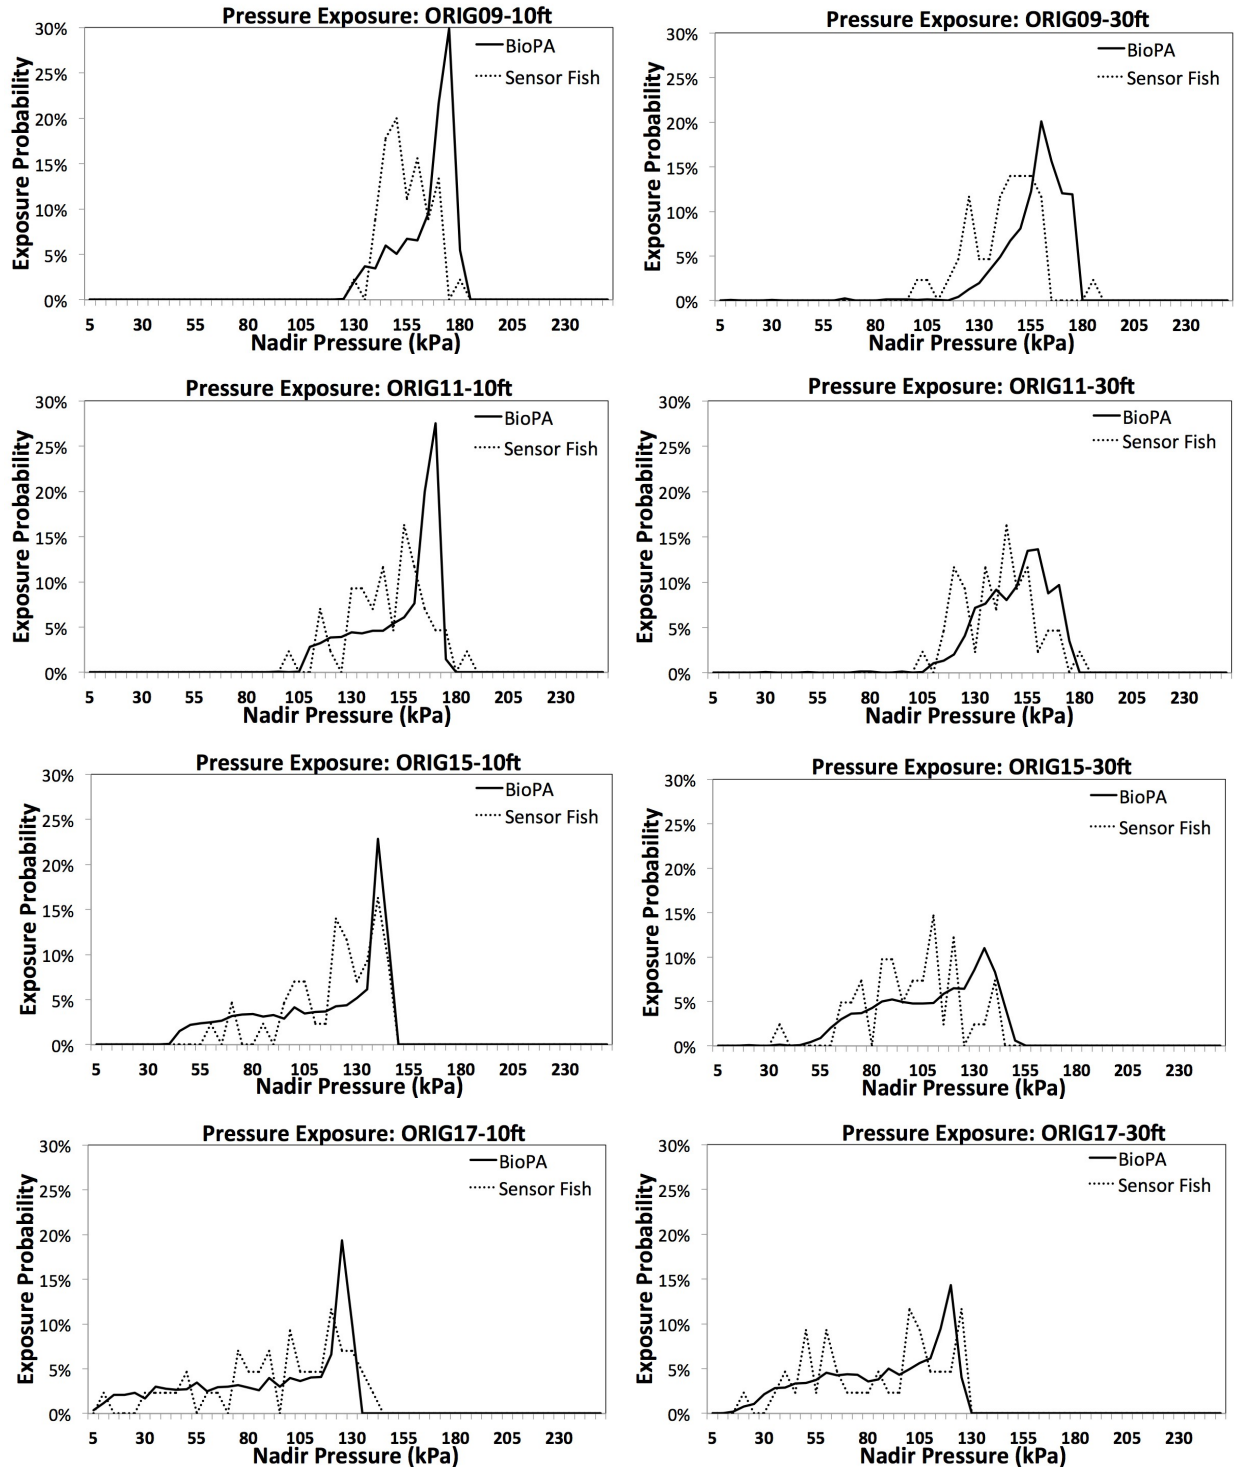 Pressure Exposure: ORIG09-10ft
30%
25%
20%
15%
10%
5%
0%
Exposure Probability
BioPA
Sensor Fish
5 30 55 80 105 130 155 180 205 230
Nadir Pressure (kPa)
Pressure Exposure: ORIG09-30ft
30%
25%
20%
15%
10%
5%
0%
Exposure Probability
BioPA
Sensor Fish
5 30 55 80 105 130 155 180 205 230
Nadir Pressure (kPa)
Pressure Exposure: ORIG11-10ft
30%
25%
20%
15%
10%
5%
0%
Exposure Probability
BioPA
Sensor Fish
5 30 55 80 105 130 155 180 205 230
Nadir Pressure (kPa)
Pressure Exposure: ORIG11-30ft
30%
25%
20%
15%
10%
5%
0%
Exposure Probability
BioPA
Sensor Fish
5 30 55 80 105 130 155 180 205 230
Nadir Pressure (kPa)
Pressure Exposure: ORIG15-10ft
30%
25%
20%
15%
10%
5%
0%
Exposure Probability
BioPA
Sensor Fish
5 30 55 80 105 130 155 180 205 230
Nadir Pressure (kPa)
Pressure Exposure: ORIG15-30ft
30%
25%
20%
15%
10%
5%
0%
Exposure Probability
BioPA
Sensor Fish
5 30 55 80 105 130 155 180 205 230
Nadir Pressure (kPa)
Pressure Exposure: ORIG17-10ft
30%
25%
20%
15%
10%
5%
0%
Exposure Probability
BioPA
Sensor Fish
5 30 55 80 105 130 155 180 205 230
Nadir Pressure (kPa)
Pressure Exposure: ORIG17-30ft
30%
25%
20%
15%
10%
5%
0%
Exposure Probability
BioPA
Sensor Fish
5 30 55 80 105 130 155 180 205 230
Nadir Pressure (kPa)